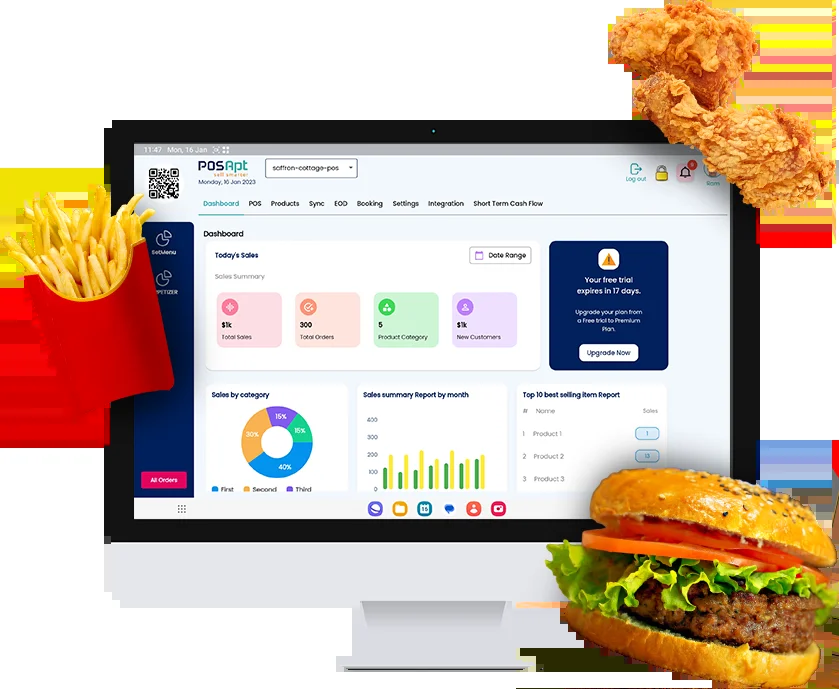 11:47 Mon, 16 Jan
POSApt
sell smarter
Monday, 16 Jan 2023
saffron-cottage-pos
Log out
Dashboard POS Products Sync EOD Booking Settings Integration Short Term Cash Flow
SetMenu
All Orders
Dashboard
Today's Sales
Date Range
Sales Summary
$1k
Total Sales
300
Total Orders
5
Product Category
$1k
New Customers
Your free trial
expires in 17 days.
Upgrade your plan from
a Free trial to Premium
Plan.
Upgrade Now
Sales by category
15%
15%
30%
40%
First Second Third
Sales summary Report by month
400
300
200
100
0
Top 10 best selling item Report
# Name Sales
1 Product 1 1
2 Product 2 13
3 Product 3